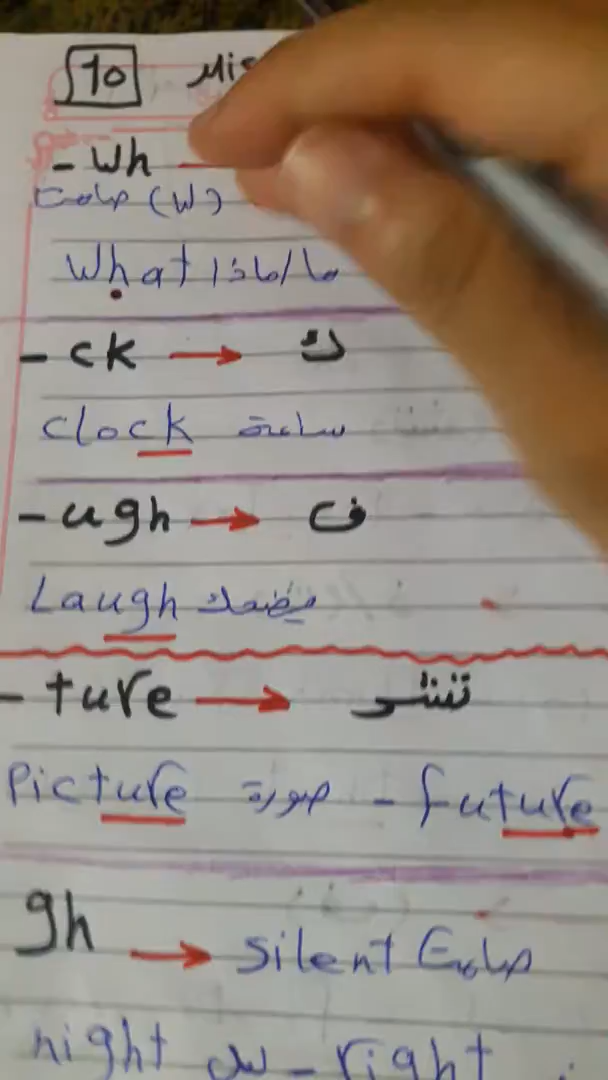 10
- Wh
صامت (W)
What ما / ماذا
- ck → ك
clock ساعة
- ugh → ف
Laugh يضحك
- ture → تشر
Picture صورة - future
gh → silent صامت
night ليل - right